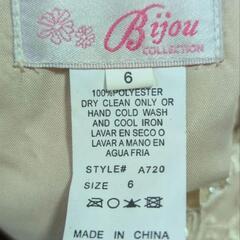 Bijou
COLLECTION
6
100%POLYESTER
DRY CLEAN ONLY OR
HAND COLD WASH
AND COOL IRON
LAVAR EN SECO O
LAVAR A MANO EN
AGUA FRIA
STYLE# A720
SIZE 6
MADE IN CHINA